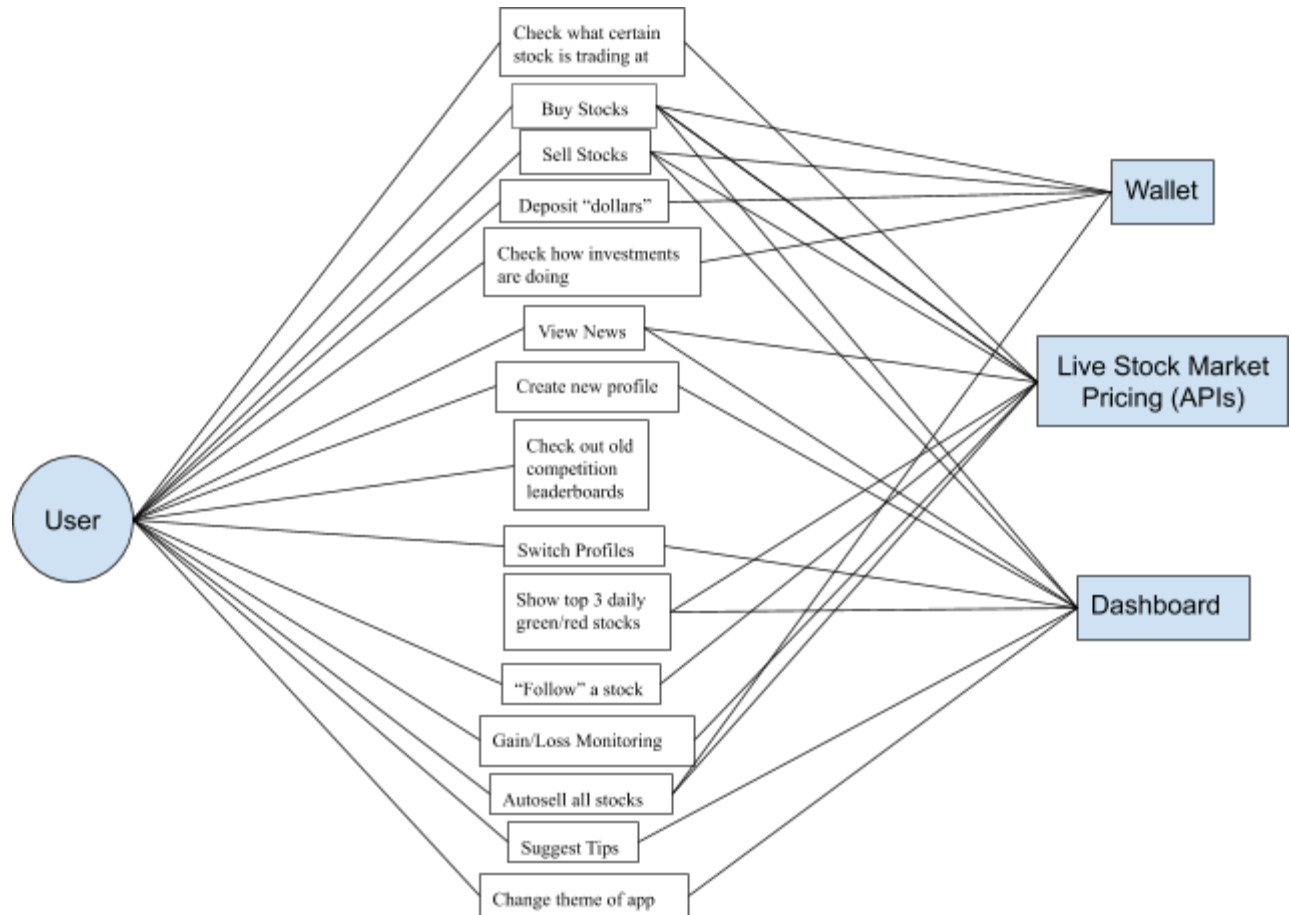 Check what certain
stock is trading at
Buy Stocks
Sell Stocks
Deposit “dollars”
Check how investments
are doing
View News
Create new profile
Check out old
competition
leaderboards
Switch Profiles
Show top 3 daily
green/red stocks
“Follow” a stock
Gain/Loss Monitoring
Autosell all stocks
Suggest Tips
Change theme of app
User
Wallet
Live Stock Market
Pricing (APIs)
Dashboard